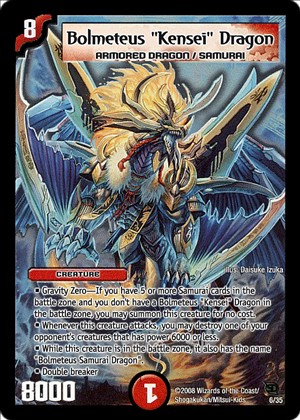 8
Bolmeteus "Kensei" Dragon
ARMORED DRAGON / SAMURAI
Illus. Daisuke Izuka
CREATURE
• Gravity Zero—If you have 5 or more Samurai cards in the
battle zone and you don't have a Bolmeteus "Kensei" Dragon in
the battle zone, you may summon this creature for no cost.
• Whenever this creature attacks, you may destroy one of your
opponent's creatures that has power 6000 or less.
• While this creature is in the battle zone, it also has the name
"Bolmeteus Samurai Dragon".
• Double breaker
8000
1
©2008 Wizards of the Coast/
Shogakukan/Mitsui-Kids
6/35